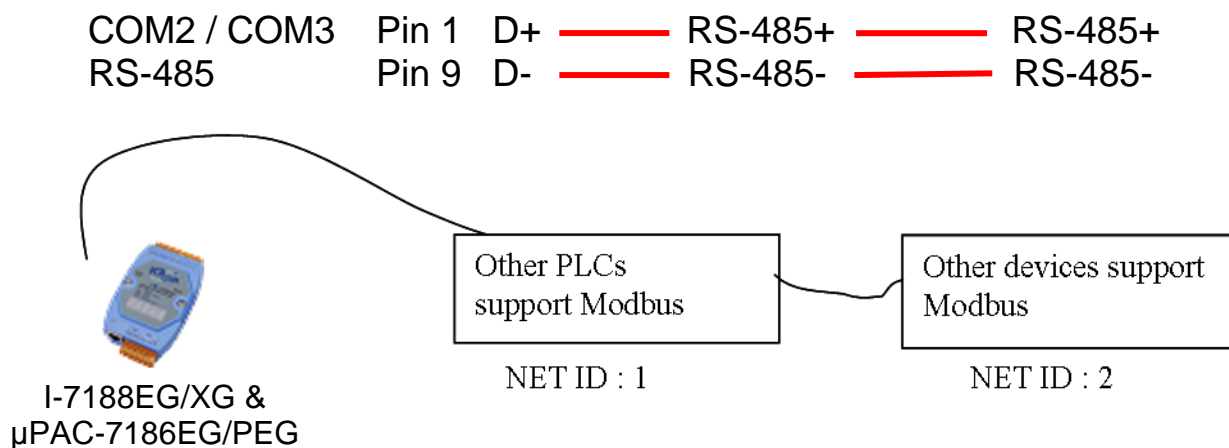 COM2 / COM3 Pin 1 D+ RS-485+ RS-485+
RS-485 Pin 9 D- RS-485- RS-485-
Other PLCs
support Modbus
Other devices support
Modbus
NET ID : 1
NET ID : 2
I-7188EG/XG &
µPAC-7186EG/PEG